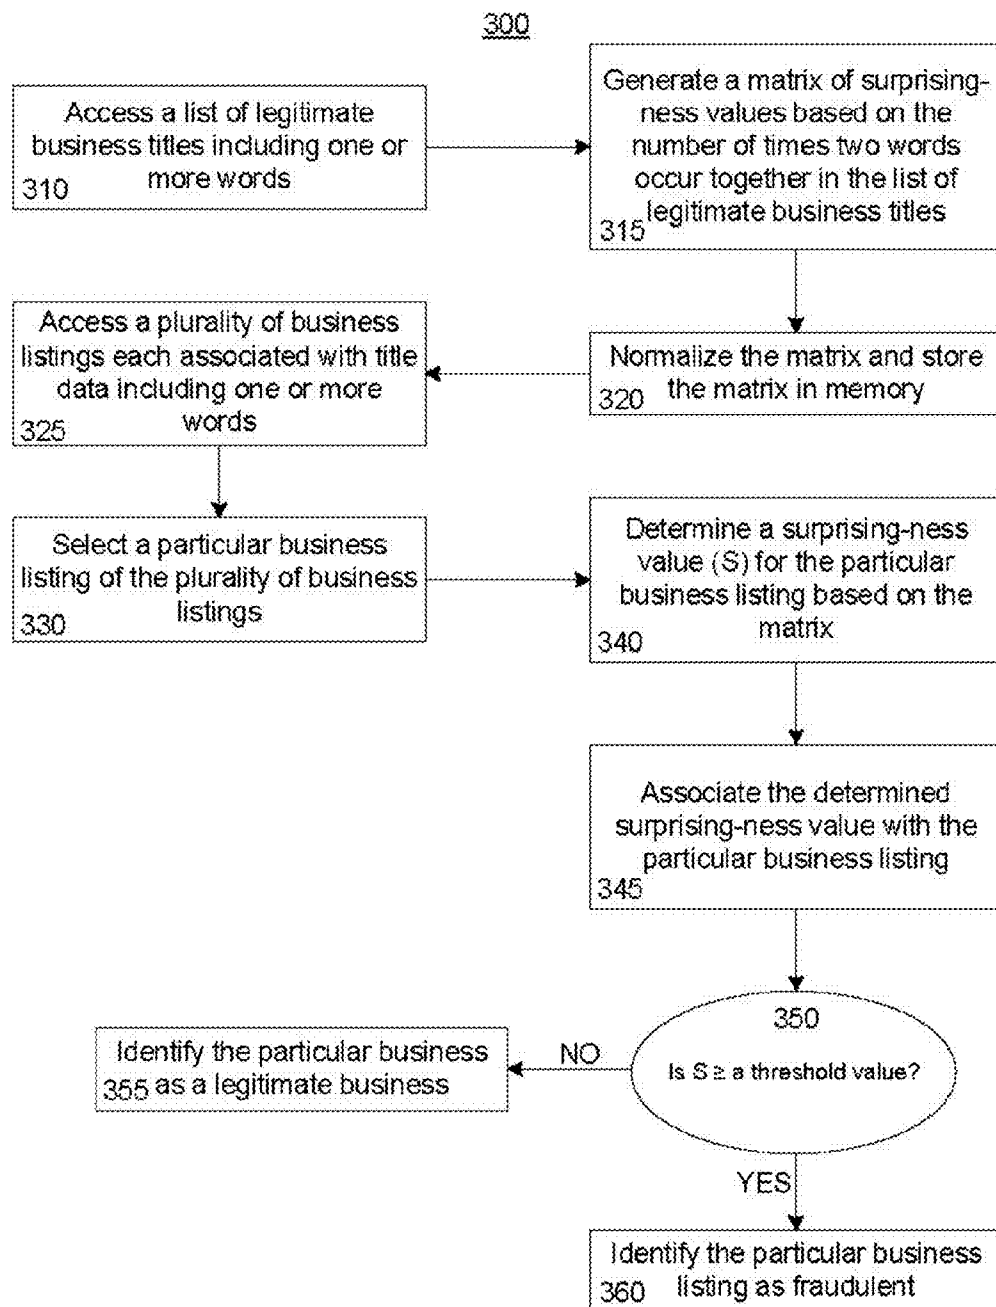 300
Access a list of legitimate
business titles including one or
more words
310
Generate a matrix of surprising-
ness values based on the
number of times two words
occur together in the list of
legitimate business titles
315
Access a plurality of business
listings each associated with title
data including one or more
words
325
Normalize the matrix and store
the matrix in memory
320
Select a particular business
listing of the plurality of business
listings
330
Determine a surprising-ness
value (S) for the particular
business listing based on the
matrix
340
Associate the determined
surprising-ness value with the
particular business listing
345
350
Is S ≥ a threshold value?
NO
Identify the particular business
355 as a legitimate business
YES
Identify the particular business
listing as fraudulent
360